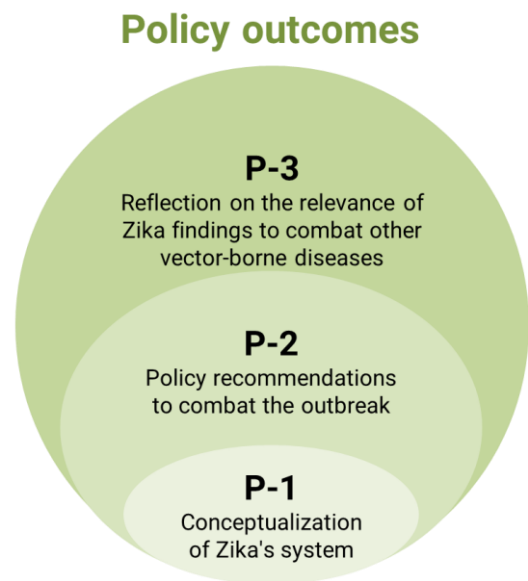 Policy outcomes
P-3
Reflection on the relevance of
Zika findings to combat other
vector-borne diseases
P-2
Policy recommendations
to combat the outbreak
P-1
Conceptualization
of Zika's system